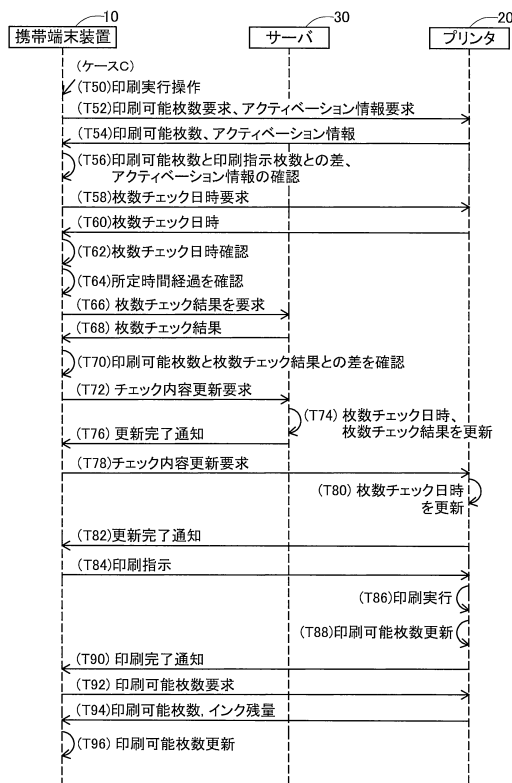 10
30
20
携帯端末装置
サーバ
プリンタ
(ケースC)
(T50)印刷実行操作
(T52)印刷可能枚数要求、アクティベーション情報要求
(T54)印刷可能枚数、アクティベーション情報
(T56)印刷可能枚数と印刷指示枚数との差、
アクティベーション情報の確認
(T58)枚数チェック日時要求
(T60)枚数チェック日時
(T62)枚数チェック日時確認
(T64)所定時間経過を確認
(T66) 枚数チェック結果を要求
(T68) 枚数チェック結果
(T70)印刷可能枚数と枚数チェック結果との差を確認
(T72) チェック内容更新要求
(T74) 枚数チェック日時、
枚数チェック結果を更新
(T76) 更新完了通知
(T78)チェック内容更新要求
(T80) 枚数チェック日時
を更新
(T82)更新完了通知
(T84)印刷指示
(T86)印刷実行
(T88)印刷可能枚数更新
(T90) 印刷完了通知
(T92) 印刷可能枚数要求
(T94)印刷可能枚数, インク残量
(T96) 印刷可能枚数更新